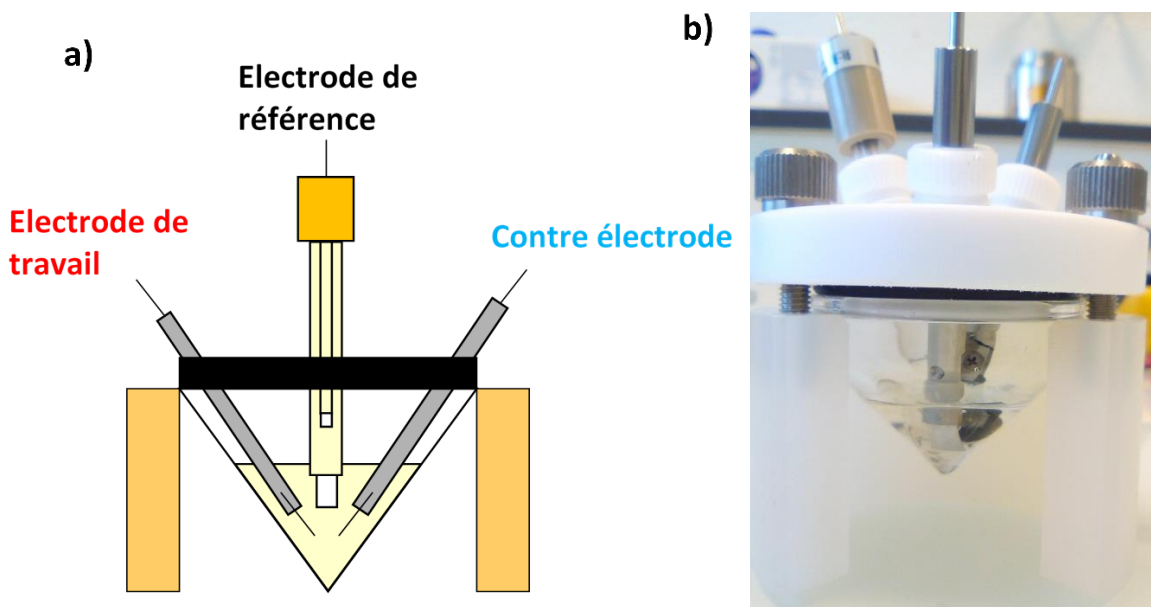 a)
Electrode de
référence
Electrode de
travail
Contre électrode
b)